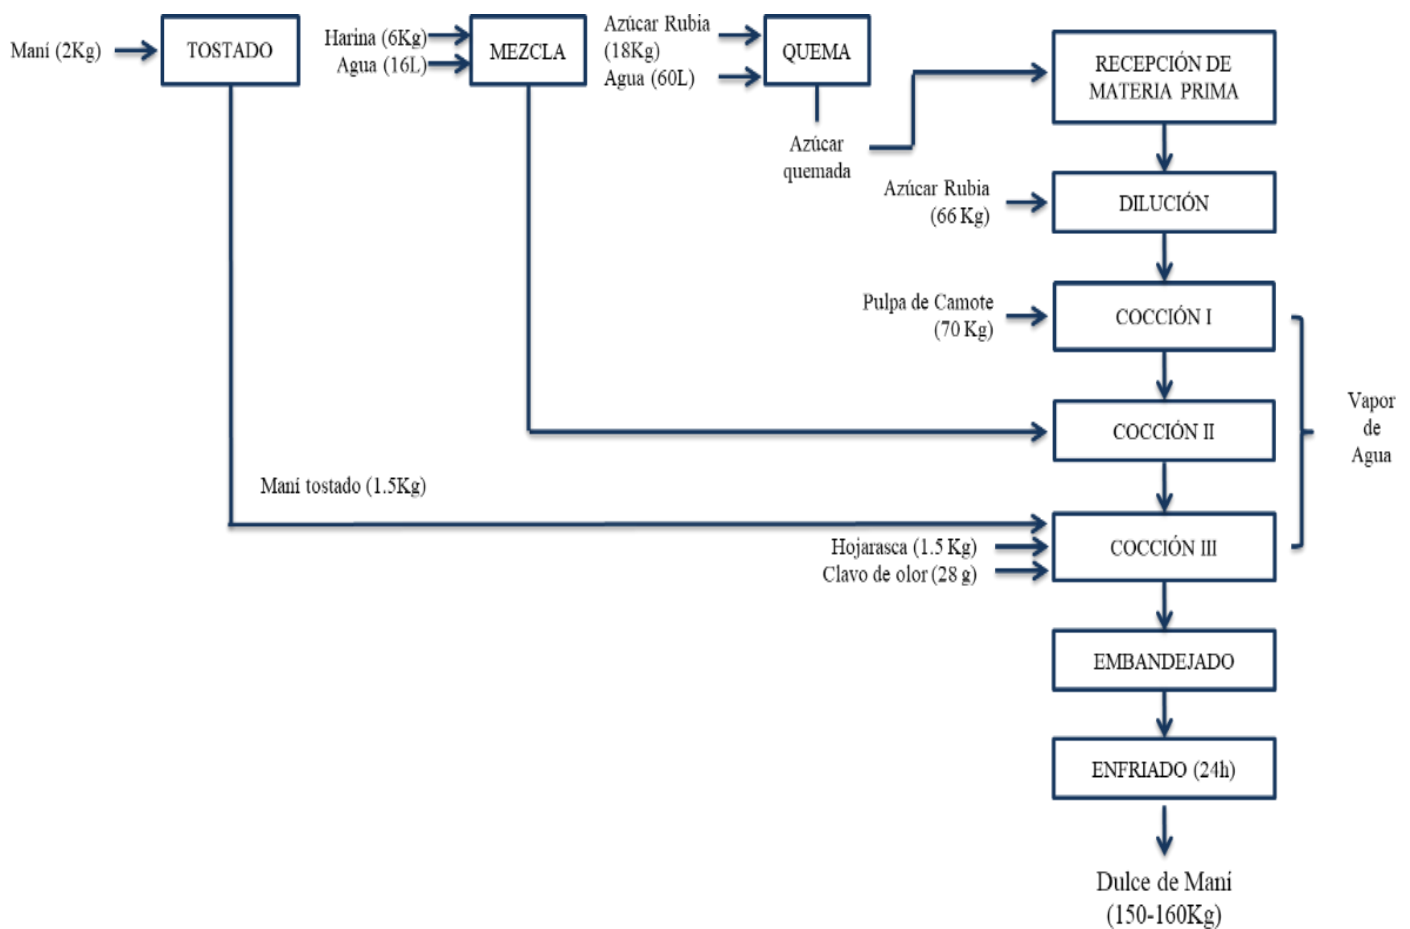 Maní (2Kg)
TOSTADO
Harina (6Kg)
Agua (16L)
MEZCLA
Azúcar Rubia
(18Kg)
Agua (60L)
QUEMA
Azúcar
quemada
RECEPCIÓN DE
MATERIA PRIMA
Azúcar Rubia
(66 Kg)
DILUCIÓN
Pulpa de Camote
(70 Kg)
COCCIÓN I
COCCIÓN II
Vapor
de
Agua
Maní tostado (1.5Kg)
Hojarasca (1.5 Kg)
Clavo de olor (28 g)
COCCIÓN III
EMBANDEJADO
ENFRIADO (24h)
Dulce de Maní
(150-160Kg)